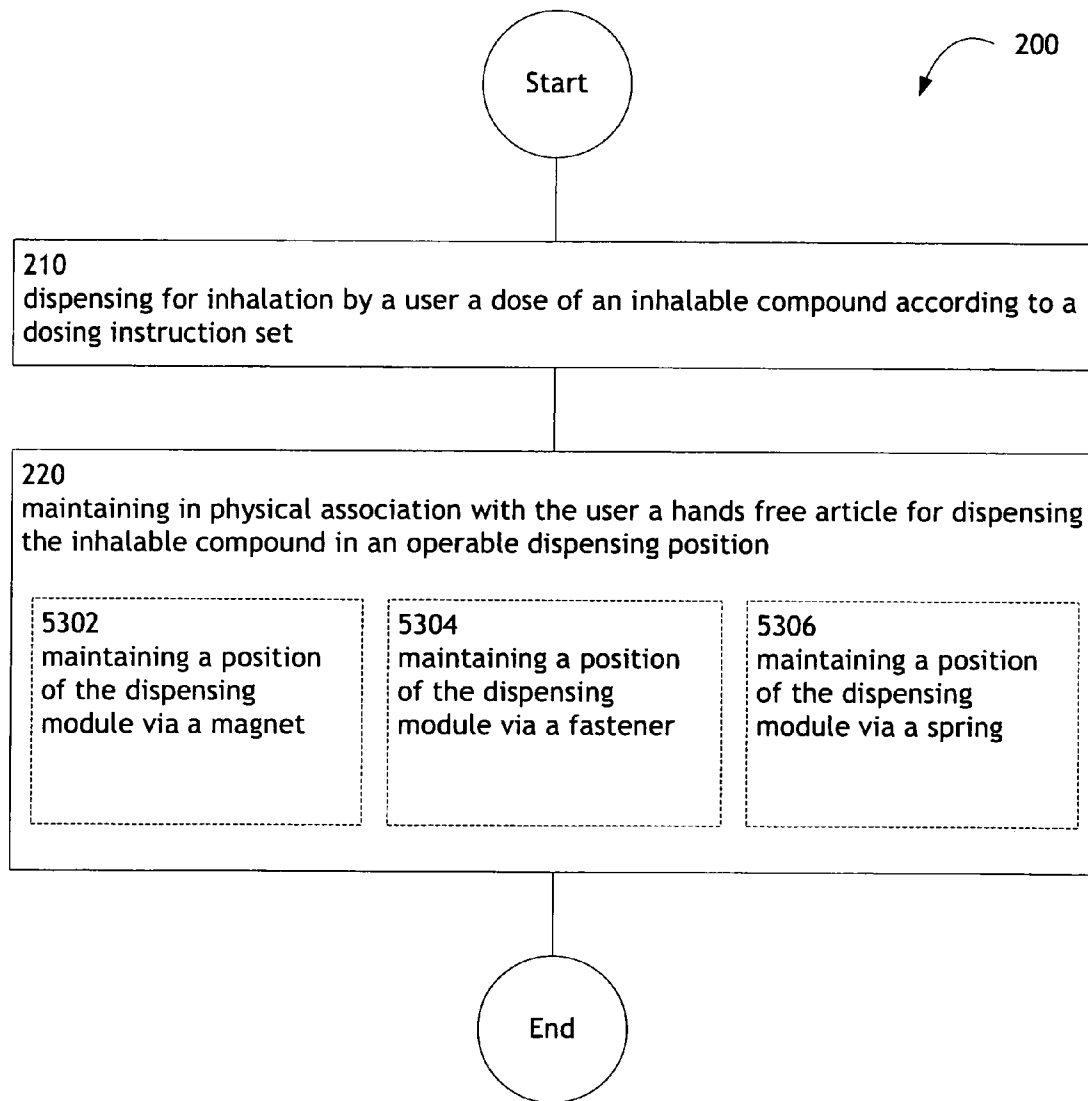 200
Start
210
dispensing for inhalation by a user a dose of an inhalable compound according to a
dosing instruction set
220
maintaining in physical association with the user a hands free article for dispensing
the inhalable compound in an operable dispensing position
5302
maintaining a position
of the dispensing
module via a magnet
5304
maintaining a position
of the dispensing
module via a fastener
5306
maintaining a position
of the dispensing
module via a spring
End